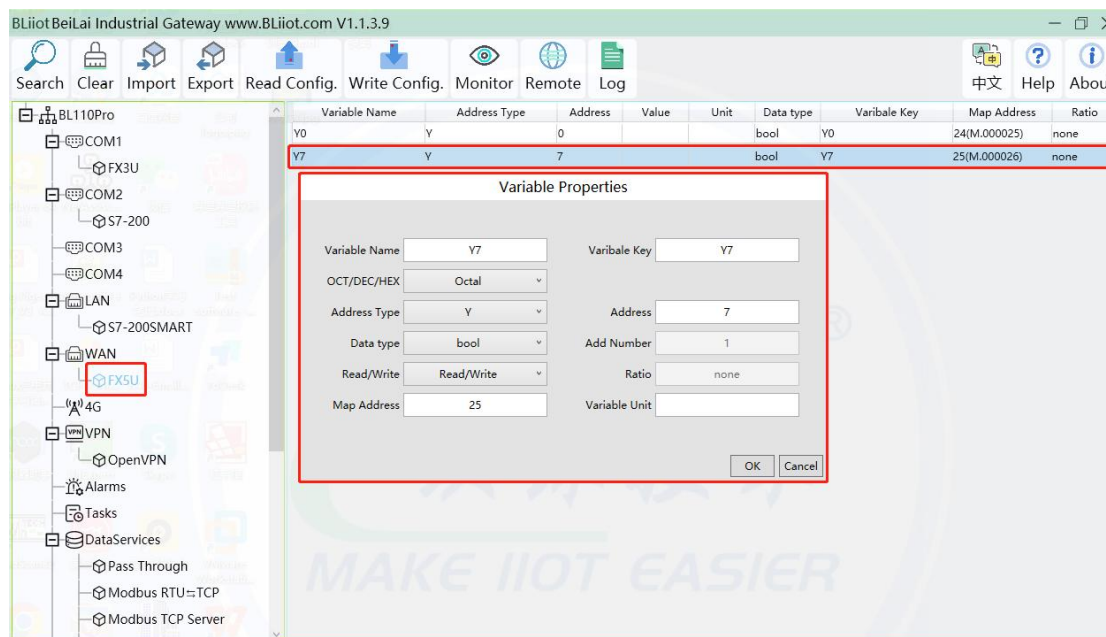 BLiiot BeiLai Industrial Gateway www.BLiiot.com V1.1.3.9
Search Clear Import Export Read Config. Write Config. Monitor Remote Log 中文 Help Abou
BL110Pro
COM1
FX3U
COM2
S7-200
COM3
COM4
LAN
S7-200SMART
WAN
FX5U
4G
VPN
VPN
OpenVPN
Alarms
Tasks
DataServices
Pass Through
Modbus RTU⇆TCP
Modbus TCP Server
Variable Name Address Type Address Value Unit Data type Varibale Key Map Address Ratio
Y0 Y 0 bool Y0 24(M.000025) none
Y7 Y 7 bool Y7 25(M.000026) none
Variable Properties
Variable Name Y7 Varibale Key Y7
OCT/DEC/HEX Octal
Address Type Y Address 7
Data type bool Add Number 1
Read/Write Read/Write Ratio none
Map Address 25 Variable Unit
OK Cancel
MAKE IIOT EASIER